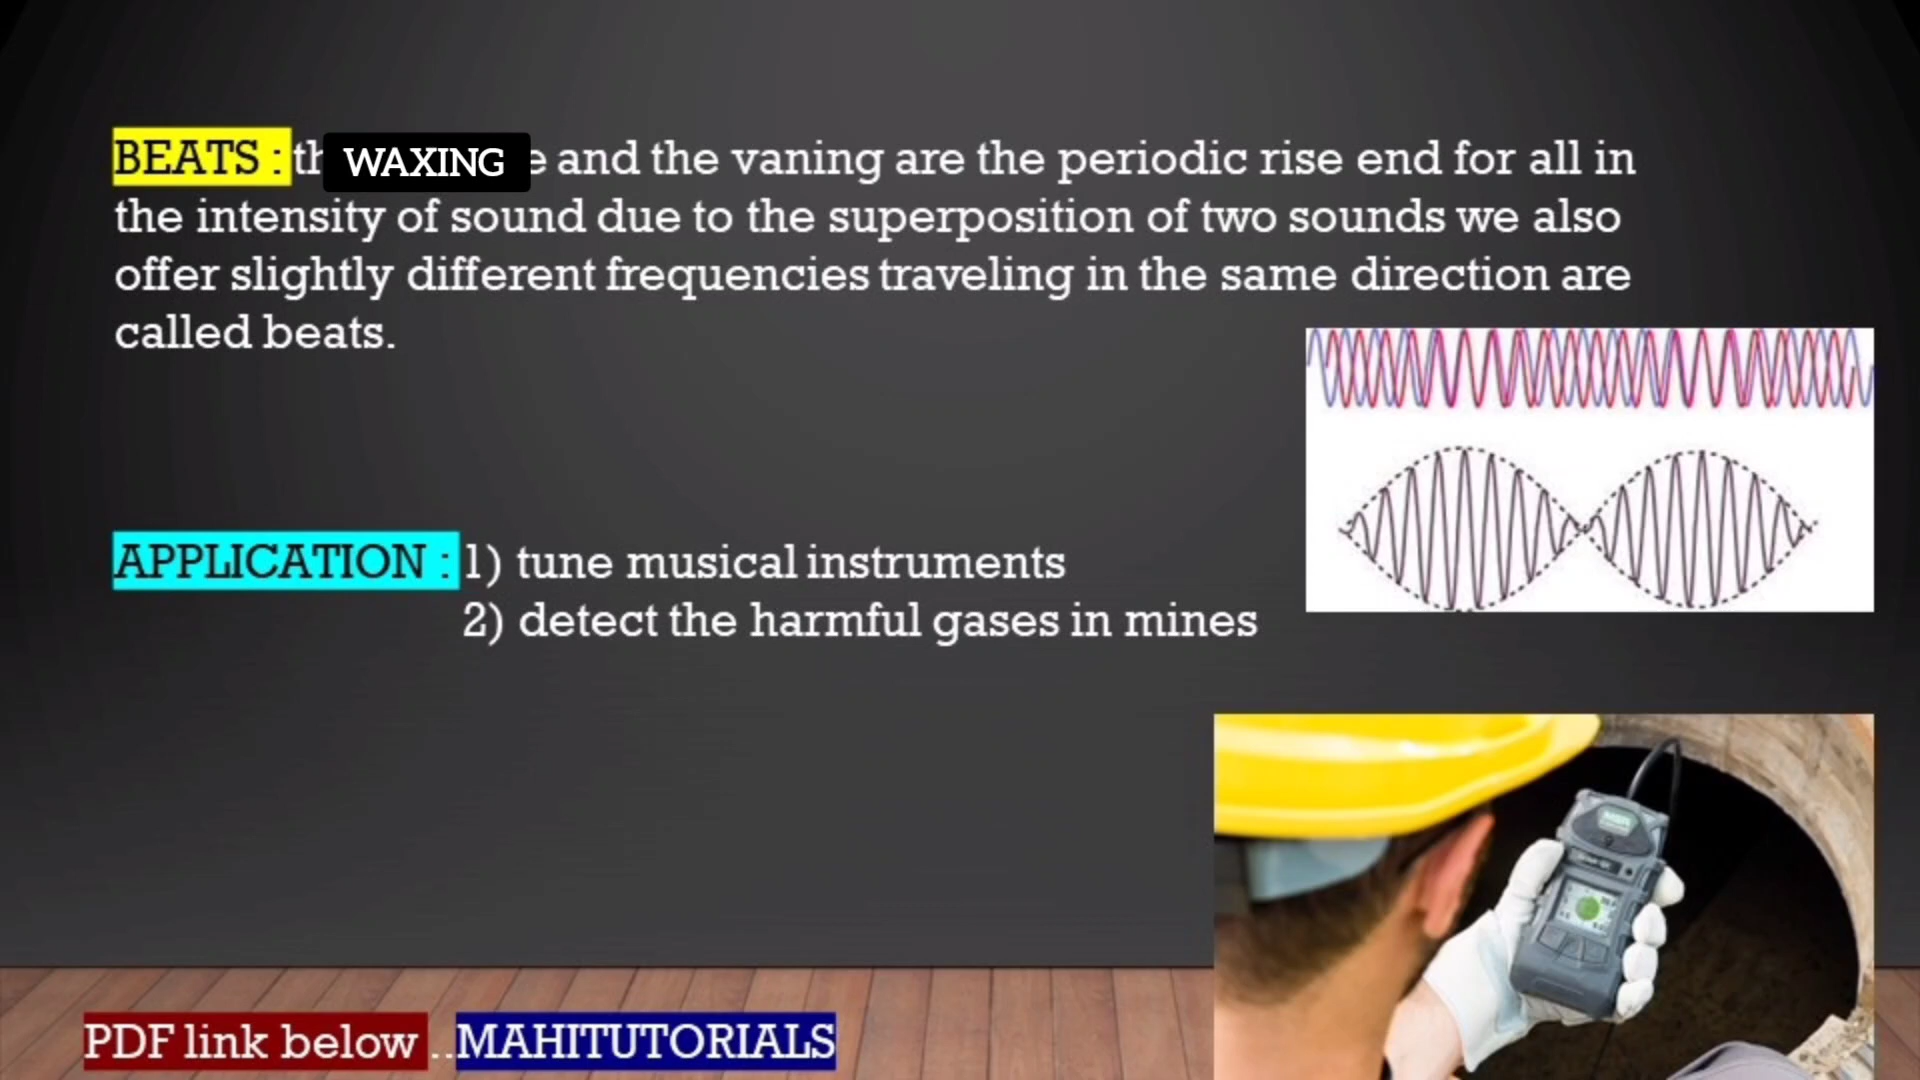 BEATS : th WAXING e and the vaning are the periodic rise end for all in
the intensity of sound due to the superposition of two sounds we also
offer slightly different frequencies traveling in the same direction are
called beats.
APPLICATION : 1) tune musical instruments
2) detect the harmful gases in mines
PDF link below ..MAHITUTORIALS